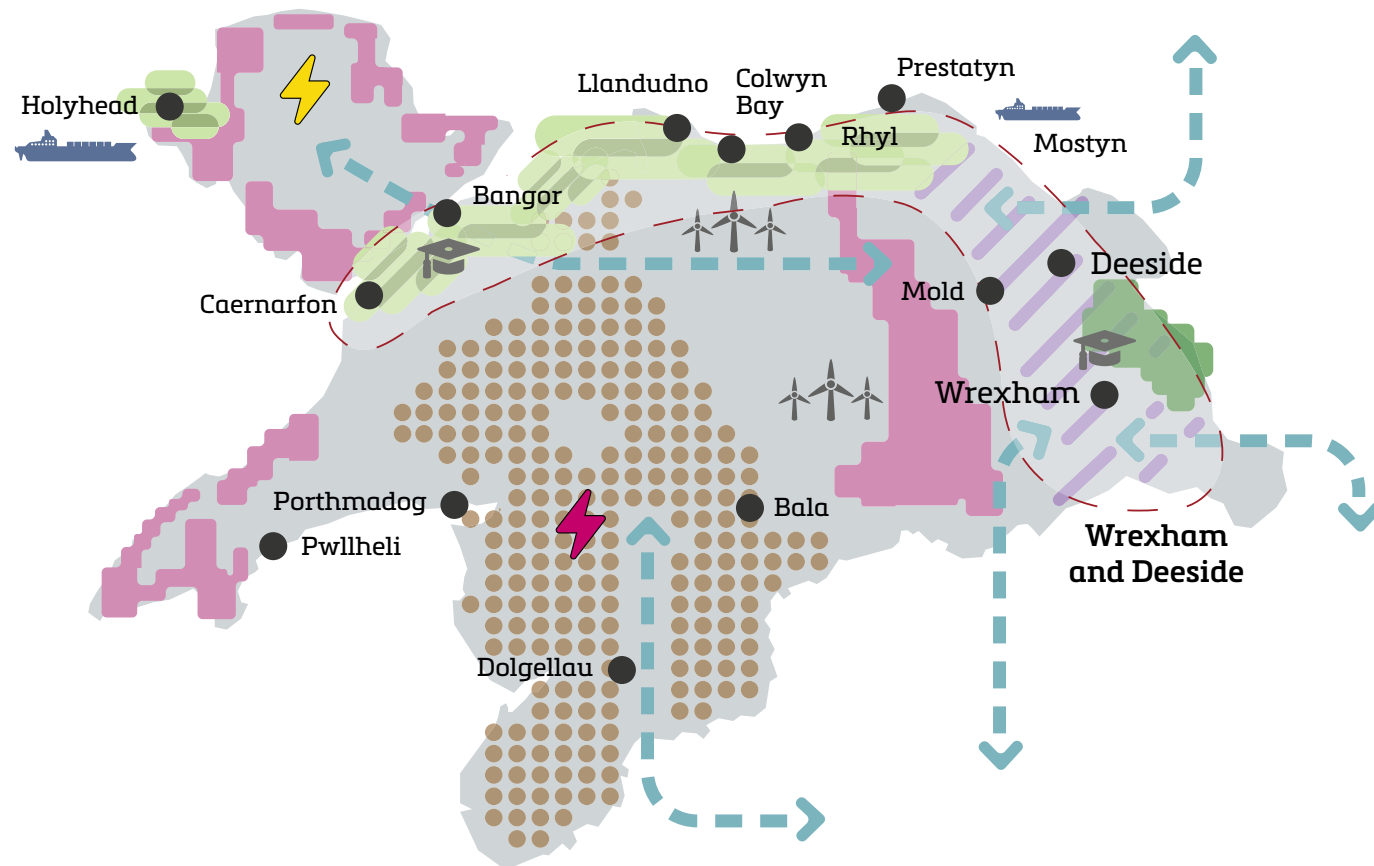 Prestatyn
Colwyn
Bay
Llandudno
Holyhead
Rhyl
Mostyn
Bangor
Deeside
Mold
Caernarfon
Wrexham
Porthmadog
Bala
Pwllheli
Wrexham
and Deeside
Dolgellau